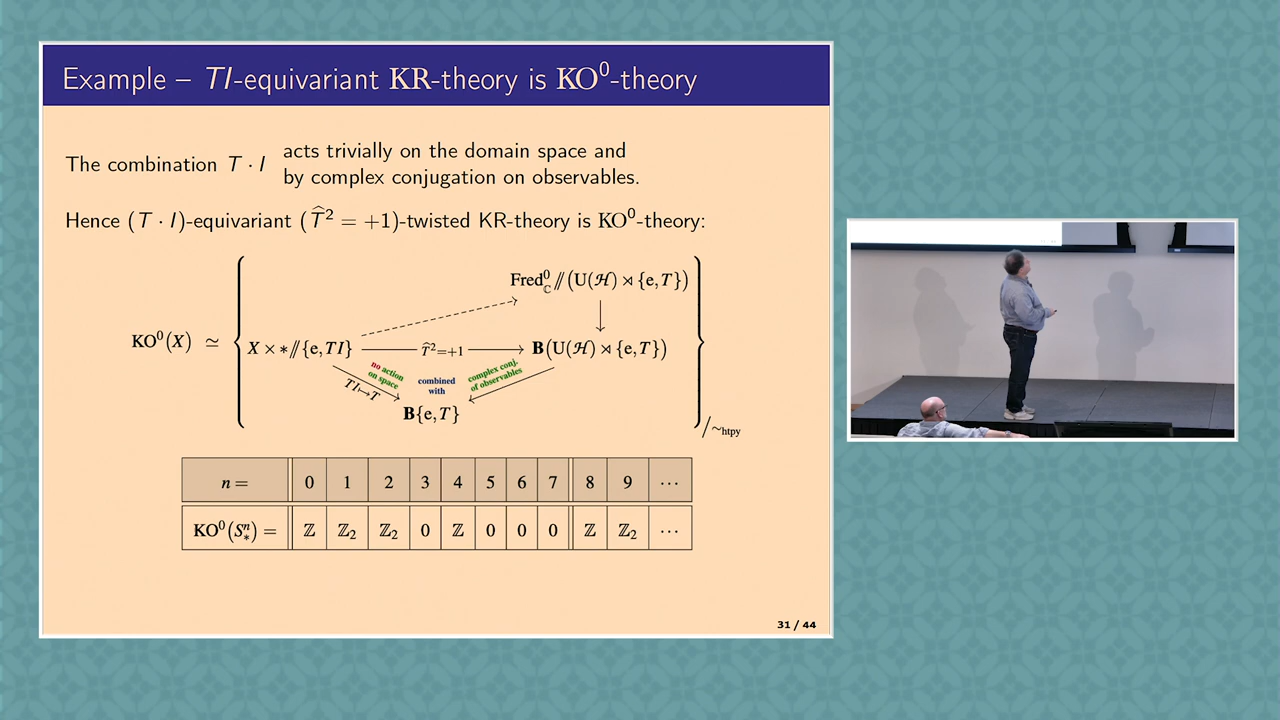 Example – TI-equivariant KR-theory is KO⁰-theory
The combination T · I acts trivially on the domain space and
by complex conjugation on observables.
Hence (T · I)-equivariant (T̂² = +1)-twisted KR-theory is KO⁰-theory:
Fred⁰_ℂ ⫽ (U(ℋ) ⋊ {e, T})
KO⁰(X) ≃ X × * ⫽ {e, TI} T̂²=+1 B(U(ℋ) ⋊ {e, T})
no action on space
combined with
complex conj. of observables
TI↦T
B{e, T}
/∼htpy
n = 0 1 2 3 4 5 6 7 8 9 ⋯
KO⁰(Sⁿ_*) = ℤ ℤ₂ ℤ₂ 0 ℤ 0 0 0 ℤ ℤ₂ ⋯
31 / 44